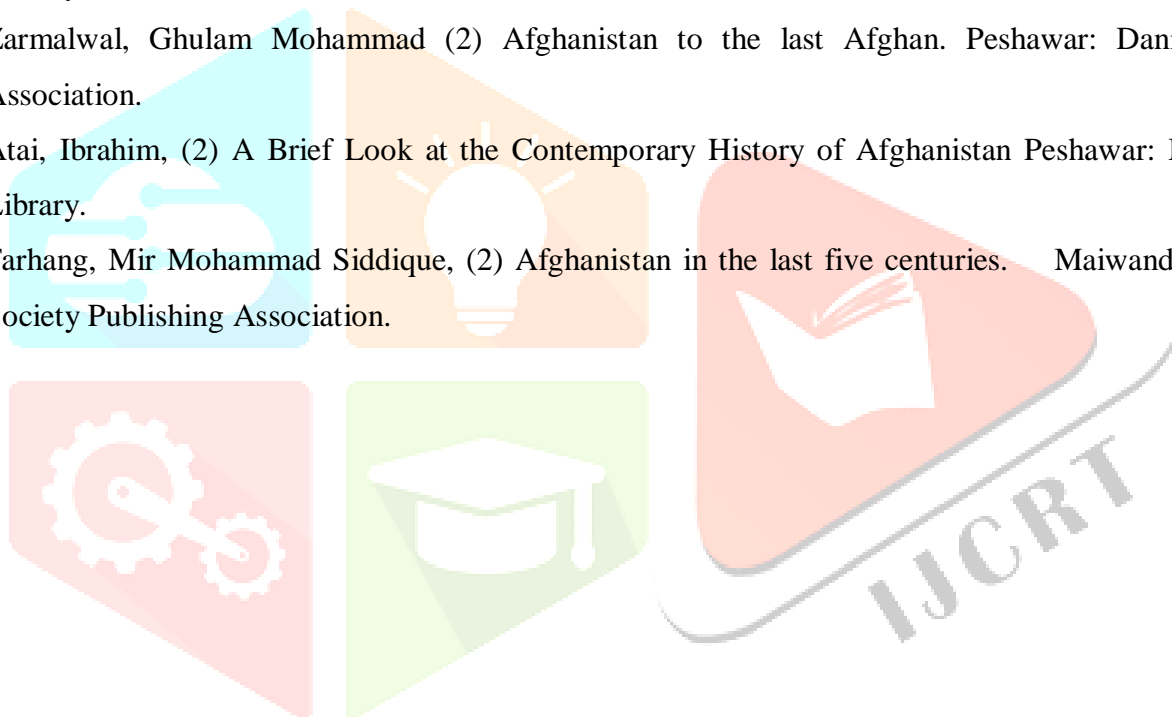 Zarmalwal, Ghulam Mohammad (2) Afghanistan to the last Afghan. Peshawar:
Association.
Atai, Ibrahim, (2) A Brief Look at the Contemporary History of Afghanistan Peshawar:
Library.
Farhang, Mir Mohammad Siddique, (2) Afghanistan in the last five centuries. Maiwand
Society Publishing Association.
IJCRT